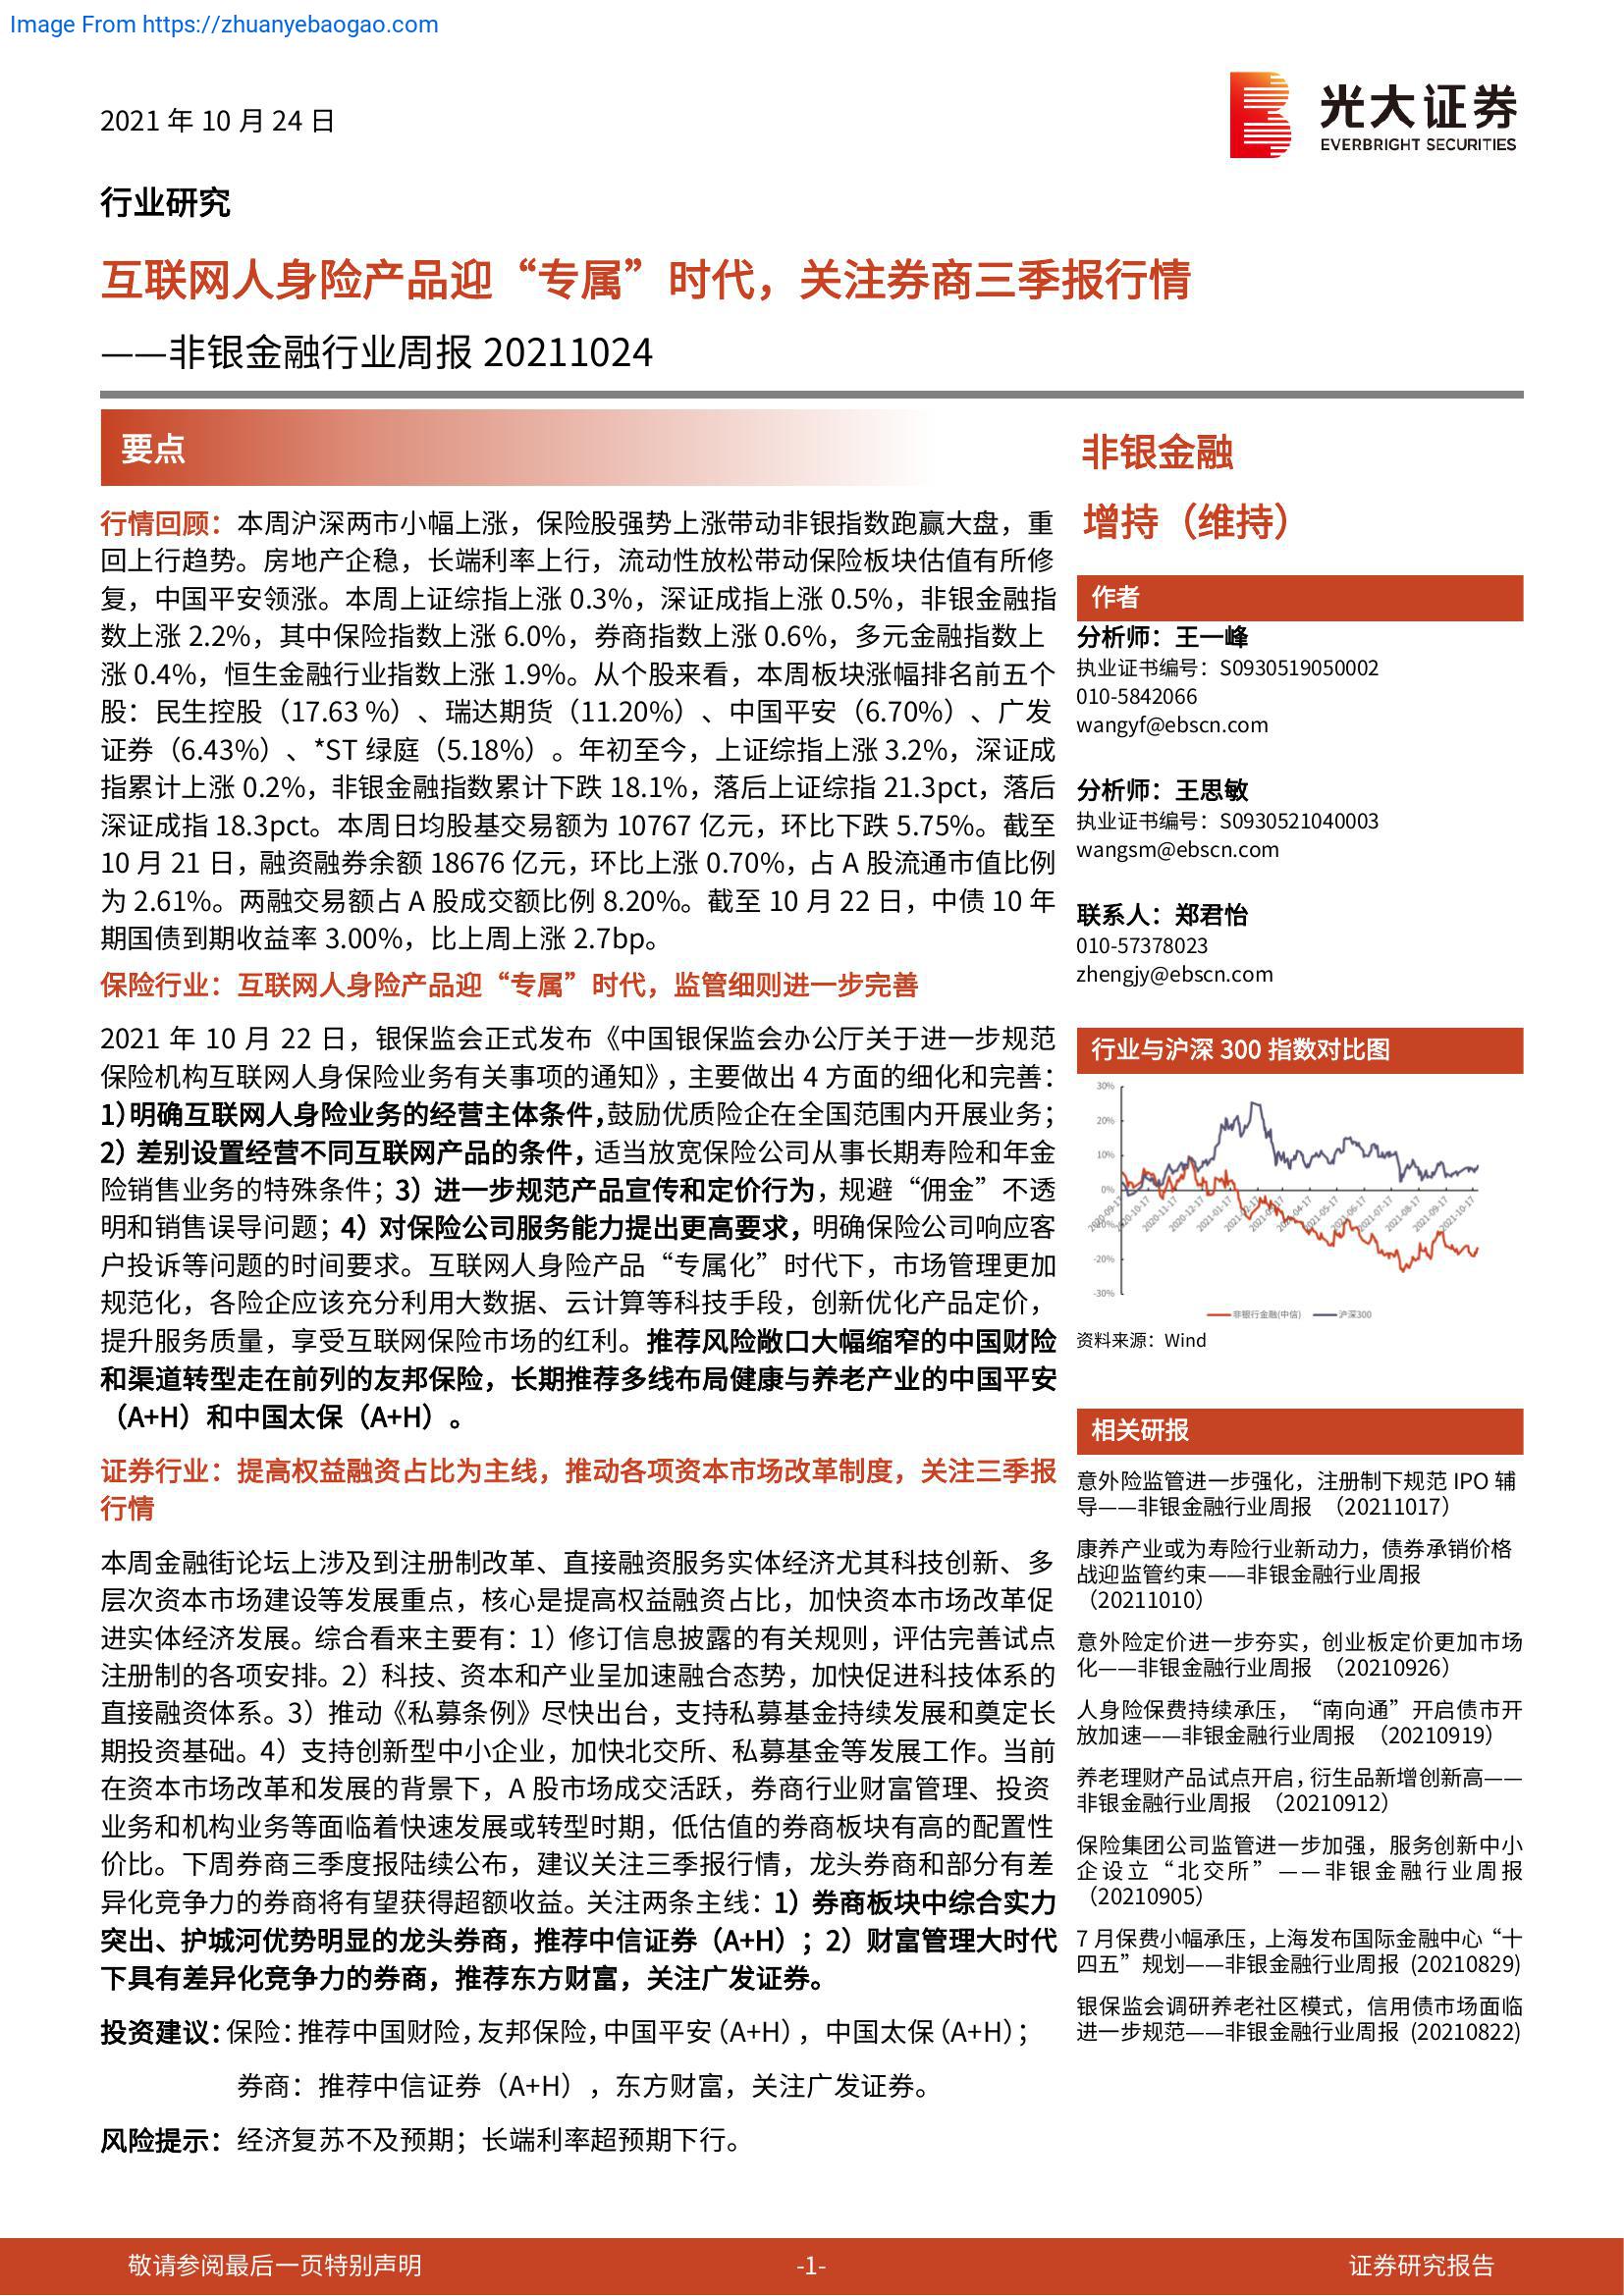 Image From https://zhuanyebaogao.com
2021 年 10 月 24 日
光大证券
EVERBRIGHT SECURITIES
行业研究
互联网人身险产品迎“专属”时代，关注券商三季报行情
——非银金融行业周报 20211024
要点
行情回顾：本周沪深两市小幅上涨，保险股强势上涨带动非银指数跑赢大盘，重
回上行趋势。房地产企稳，长端利率上行，流动性放松带动保险板块估值有所修
复，中国平安领涨。本周上证综指上涨 0.3%，深证成指上涨 0.5%，非银金融指
数上涨 2.2%，其中保险指数上涨 6.0%，券商指数上涨 0.6%，多元金融指数上
涨 0.4%，恒生金融行业指数上涨 1.9%。从个股来看，本周板块涨幅排名前五个
股：民生控股（17.63 %）、瑞达期货（11.20%）、中国平安（6.70%）、广发
证券（6.43%）、*ST 绿庭（5.18%）。年初至今，上证综指上涨 3.2%，深证成
指累计上涨 0.2%，非银金融指数累计下跌 18.1%，落后上证综指 21.3pct，落后
深证成指 18.3pct。本周日均股基交易额为 10767 亿元，环比下跌 5.75%。截至
10 月 21 日，融资融券余额 18676 亿元，环比上涨 0.70%，占 A 股流通市值比例
为 2.61%。两融交易额占 A 股成交额比例 8.20%。截至 10 月 22 日，中债 10 年
期国债到期收益率 3.00%，比上周上涨 2.7bp。
保险行业：互联网人身险产品迎“专属”时代，监管细则进一步完善
2021 年 10 月 22 日，银保监会正式发布《中国银保监会办公厅关于进一步规范
保险机构互联网人身保险业务有关事项的通知》，主要做出 4 方面的细化和完善：
1）明确互联网人身险业务的经营主体条件，鼓励优质险企在全国范围内开展业务；
2）差别设置经营不同互联网产品的条件，适当放宽保险公司从事长期寿险和年金
险销售业务的特殊条件；3）进一步规范产品宣传和定价行为，规避“佣金”不透
明和销售误导问题；4）对保险公司服务能力提出更高要求，明确保险公司响应客
户投诉等问题的时间要求。互联网人身险产品“专属化”时代下，市场管理更加
规范化，各险企应该充分利用大数据、云计算等科技手段，创新优化产品定价，
提升服务质量，享受互联网保险市场的红利。推荐风险敞口大幅缩窄的中国财险
和渠道转型走在前列的友邦保险，长期推荐多线布局健康与养老产业的中国平安
（A+H）和中国太保（A+H）。
证券行业：提高权益融资占比为主线，推动各项资本市场改革制度，关注三季报
行情
本周金融街论坛上涉及到注册制改革、直接融资服务实体经济尤其科技创新、多
层次资本市场建设等发展重点，核心是提高权益融资占比，加快资本市场改革促
进实体经济发展。综合看来主要有：1）修订信息披露的有关规则，评估完善试点
注册制的各项安排。2）科技、资本和产业呈加速融合态势，加快促进科技体系的
直接融资体系。3）推动《私募条例》尽快出台，支持私募基金持续发展和奠定长
期投资基础。4）支持创新型中小企业，加快北交所、私募基金等发展工作。当前
在资本市场改革和发展的背景下，A 股市场成交活跃，券商行业财富管理、投资
业务和机构业务等面临着快速发展或转型时期，低估值的券商板块有高的配置性
价比。下周券商三季度报陆续公布，建议关注三季报行情，龙头券商和部分有差
异化竞争力的券商将有望获得超额收益。关注两条主线：1）券商板块中综合实力
突出、护城河优势明显的龙头券商，推荐中信证券（A+H）；2）财富管理大时代
下具有差异化竞争力的券商，推荐东方财富，关注广发证券。
投资建议：保险：推荐中国财险，友邦保险，中国平安（A+H），中国太保（A+H）；
券商：推荐中信证券（A+H），东方财富，关注广发证券。
风险提示：经济复苏不及预期；长端利率超预期下行。
非银金融
增持（维持）
作者
分析师：王一峰
执业证书编号：S0930519050002
010-5842066
wangyf@ebscn.com
分析师：王思敏
执业证书编号：S0930521040003
wangsm@ebscn.com
联系人：郑君怡
010-57378023
zhengjy@ebscn.com
行业与沪深 300 指数对比图
30%
20%
10%
0%
-10%
-20%
-30%
2020-09-17
2020-10-17
2020-11-17
2020-12-17
2021-01-17
2021-02-17
2021-03-17
2021-04-17
2021-05-17
2021-06-17
2021-07-17
2021-08-17
2021-09-17
2021-10-17
非银行金融(中信)
沪深300
资料来源：Wind
相关研报
意外险监管进一步强化，注册制下规范 IPO 辅
导——非银金融行业周报 （20211017）
康养产业或为寿险行业新动力，债券承销价格
战迎监管约束——非银金融行业周报
（20211010）
意外险定价进一步夯实，创业板定价更加市场
化——非银金融行业周报 （20210926）
人身险保费持续承压，“南向通”开启债市开
放加速——非银金融行业周报 （20210919）
养老理财产品试点开启，衍生品新增创新高——
非银金融行业周报 （20210912）
保险集团公司监管进一步加强，服务创新中小
企设立“北交所”——非银金融行业周报
（20210905）
7 月保费小幅承压，上海发布国际金融中心“十
四五”规划——非银金融行业周报 (20210829)
银保监会调研养老社区模式，信用债市场面临
进一步规范——非银金融行业周报 (20210822)
敬请参阅最后一页特别声明
-1-
证券研究报告